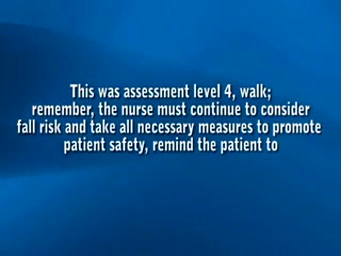 This was assessment level 4, walk;
remember, the nurse must continue to consider
fall risk and take all necessary measures to promote
patient safety, remind the patient to